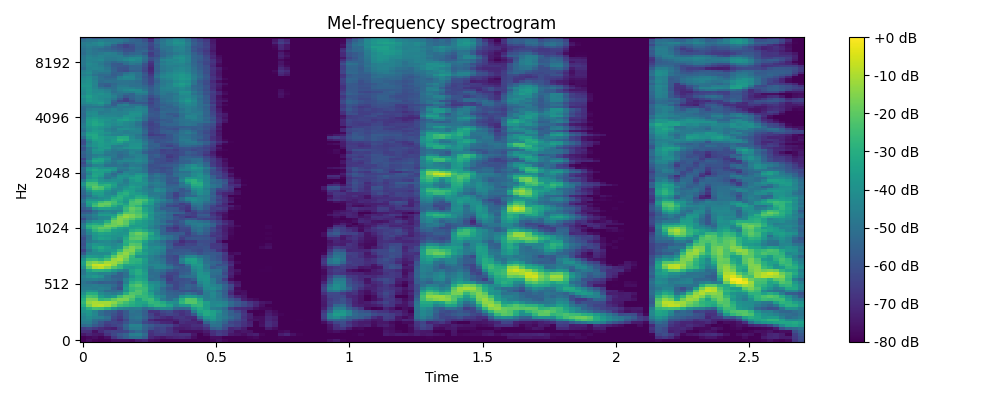 Mel-frequency spectrogram
+0 dB
8192
-10 dB
4096
-20 dB
-30 dB
2048
-40 dB
Hz
1024
-50 dB
-60 dB
512
-70 dB
0
-80 dB
0 0.5 1 1.5 2 2.5
Time